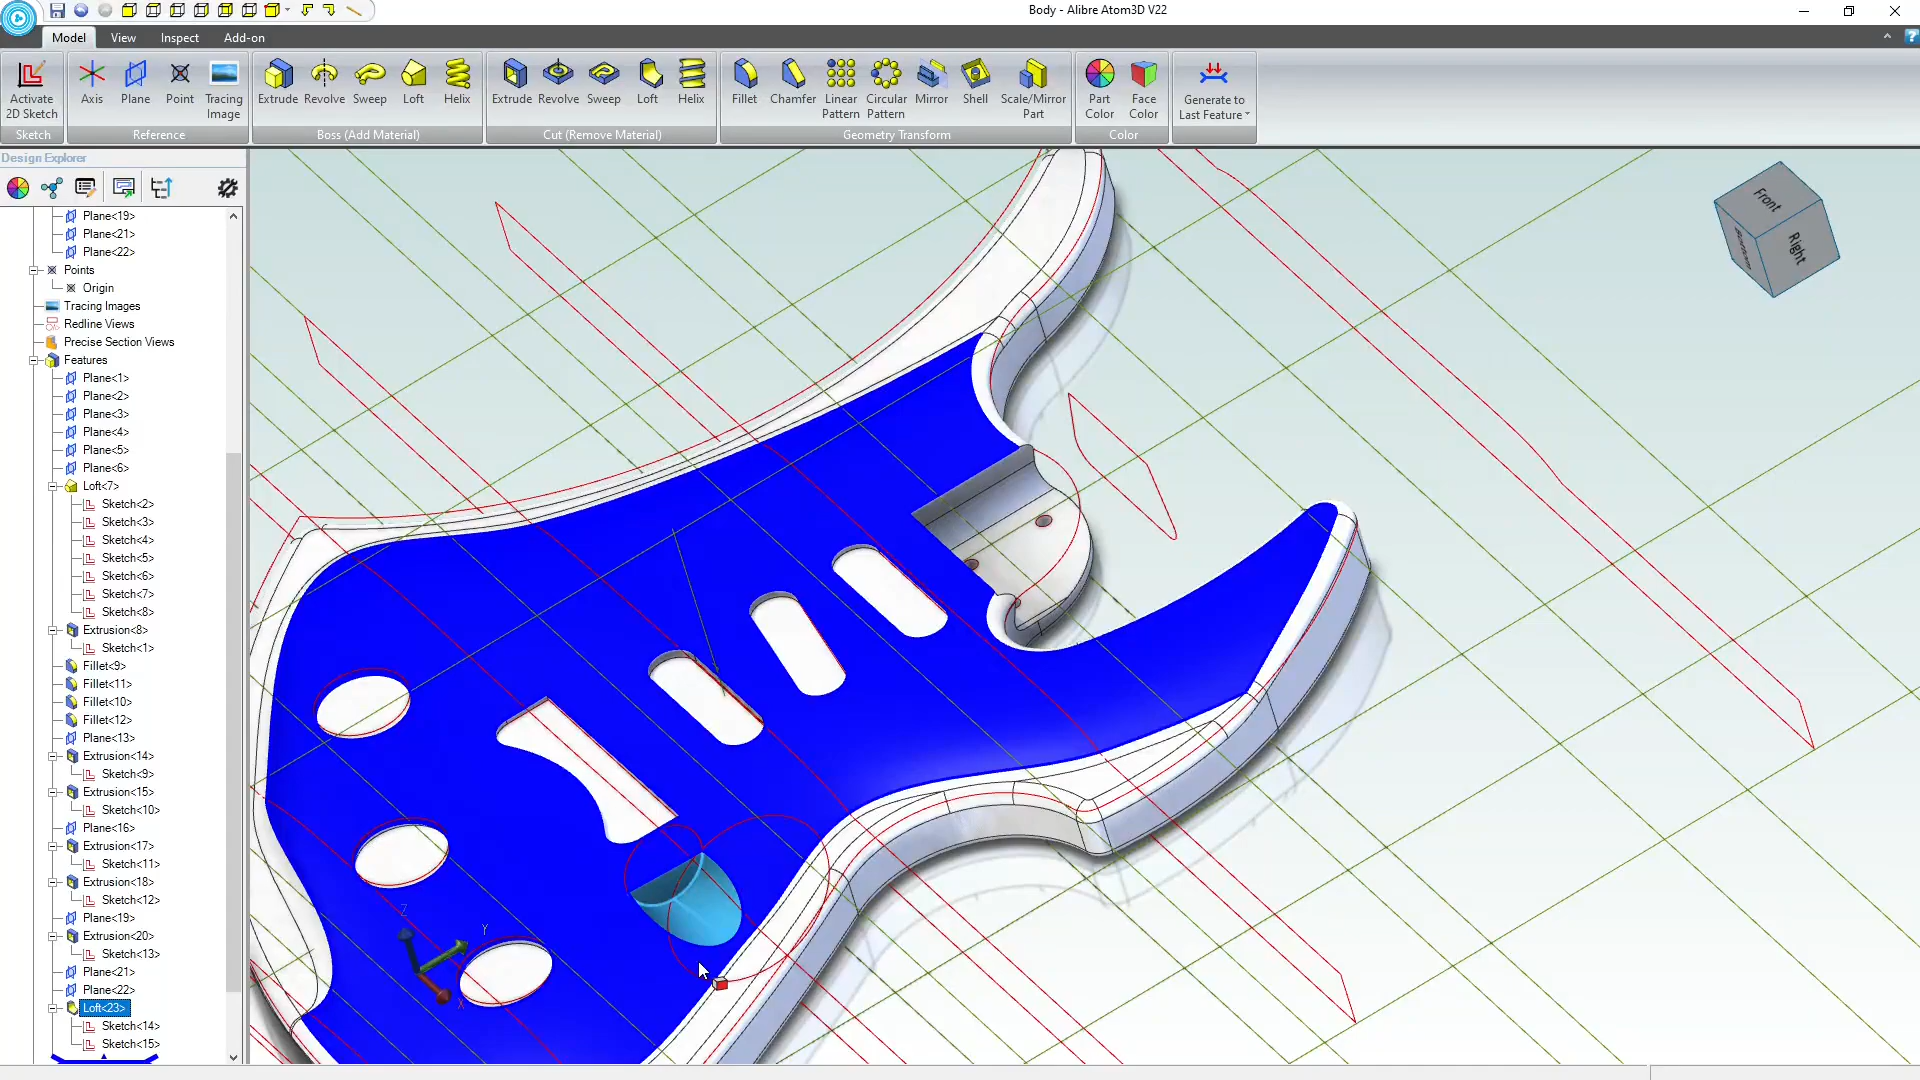 Body - Alibre Atom3D V22
Model View Inspect Add-on
Activate 2D Sketch
Axis
Plane
Point
Tracing Image
Extrude
Revolve
Sweep
Loft
Helix
Extrude
Revolve
Sweep
Loft
Helix
Fillet
Chamfer
Linear Pattern
Circular Pattern
Mirror
Shell
Scale/Mirror Part
Part Color
Face Color
Generate to Last Feature
Sketch
Reference
Boss (Add Material)
Cut (Remove Material)
Geometry Transform
Color
Design Explorer
Plane<19>
Plane<21>
Plane<22>
Points
Origin
Tracing Images
Redline Views
Precise Section Views
Features
Plane<1>
Plane<2>
Plane<3>
Plane<4>
Plane<5>
Plane<6>
Loft<7>
Sketch<2>
Sketch<3>
Sketch<4>
Sketch<5>
Sketch<6>
Sketch<7>
Sketch<8>
Extrusion<8>
Sketch<1>
Fillet<9>
Fillet<11>
Fillet<10>
Fillet<12>
Plane<13>
Extrusion<14>
Sketch<9>
Extrusion<15>
Sketch<10>
Plane<16>
Extrusion<17>
Sketch<11>
Extrusion<18>
Sketch<12>
Plane<19>
Extrusion<20>
Sketch<13>
Plane<21>
Plane<22>
Loft<23>
Sketch<14>
Sketch<15>
Front
Right
Z
Y
X